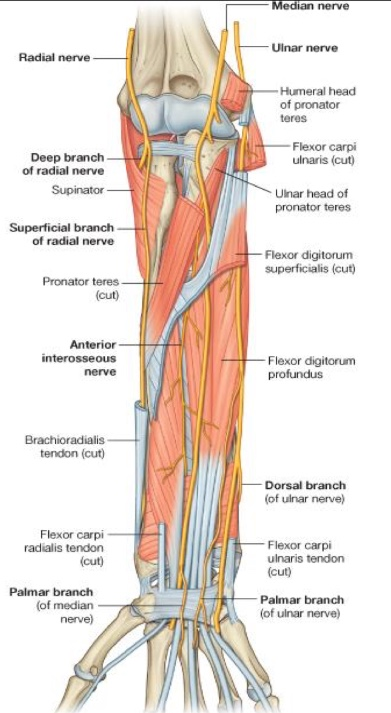 Median nerve
Ulnar nerve
Radial nerve
Humeral head
of pronator
teres
Flexor carpi
ulnaris (cut)
Deep branch
of radial nerve
Supinator
Ulnar head of
pronator teres
Superficial branch
of radial nerve
Flexor digitorum
superficialis (cut)
Pronator teres
(cut)
Anterior
interosseous
nerve
Flexor digitorum
profundus
Brachioradialis
tendon (cut)
Dorsal branch
(of ulnar nerve)
Flexor carpi
radialis tendon
(cut)
Flexor carpi
ulnaris tendon
(cut)
Palmar branch
(of median
nerve)
Palmar branch
(of ulnar nerve)